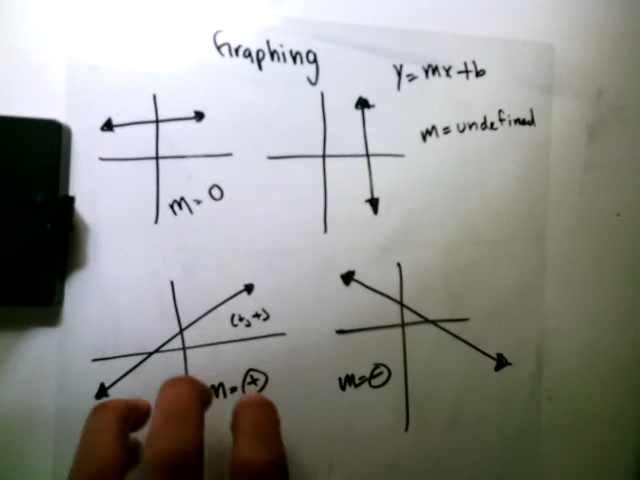 Graphing
y=mx+b
m=undefined
m=0
(+,+)
m=(+)
m=(-)